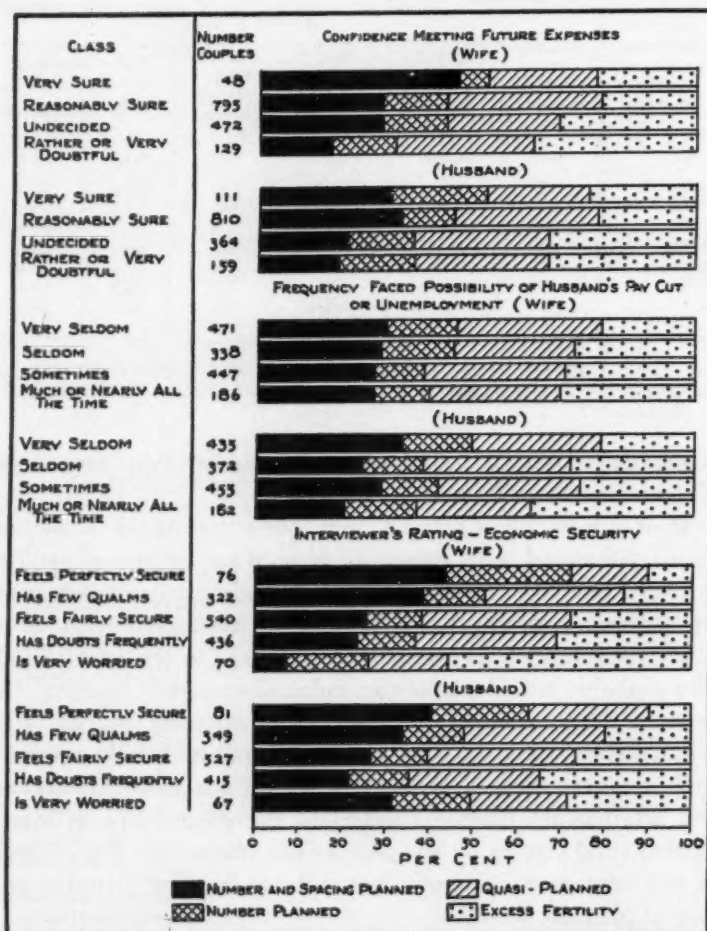 CLASS NUMBER COUPLES CONFIDENCE MEETING FUTURE EXPENSES
(WIFE)
VERY SURE 48
REASONABLY SURE 795
UNDECIDED 472
RATHER OR VERY DOUBTFUL 129
(HUSBAND)
VERY SURE 111
REASONABLY SURE 810
UNDECIDED 364
RATHER OR VERY DOUBTFUL 159
FREQUENCY FACED POSSIBILITY OF HUSBAND'S PAY CUT
OR UNEMPLOYMENT (WIFE)
VERY SELDOM 471
SELDOM 338
SOMETIMES 447
MUCH OR NEARLY ALL THE TIME 186
(HUSBAND)
VERY SELDOM 435
SELDOM 372
SOMETIMES 453
MUCH OR NEARLY ALL THE TIME 182
INTERVIEWER'S RATING - ECONOMIC SECURITY
(WIFE)
FEELS PERFECTLY SECURE 76
HAS FEW QUALMS 322
FEELS FAIRLY SECURE 540
HAS DOUBTS FREQUENTLY 436
IS VERY WORRIED 70
(HUSBAND)
FEELS PERFECTLY SECURE 81
HAS FEW QUALMS 349
FEELS FAIRLY SECURE 527
HAS DOUBTS FREQUENTLY 415
IS VERY WORRIED 67
0 10 20 30 40 50 60 70 80 90 100
PER CENT
NUMBER AND SPACING PLANNED QUASI-PLANNED
NUMBER PLANNED EXCESS FERTILITY